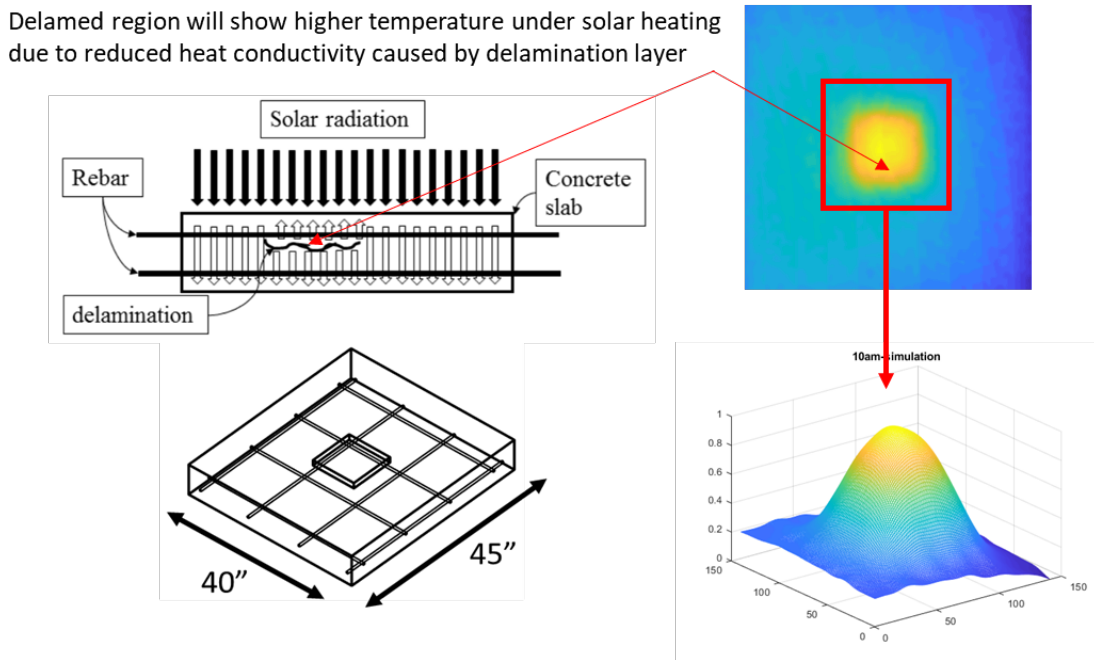 Delamed region will show higher temperature under solar heating
due to reduced heat conductivity caused by delamination layer
Solar radiation
Rebar
Concrete
slab
delamination
40”
45”
10am-simulation
1
0.8
0.6
0.4
0.2
0
150
100
50
0
0
50
100
150